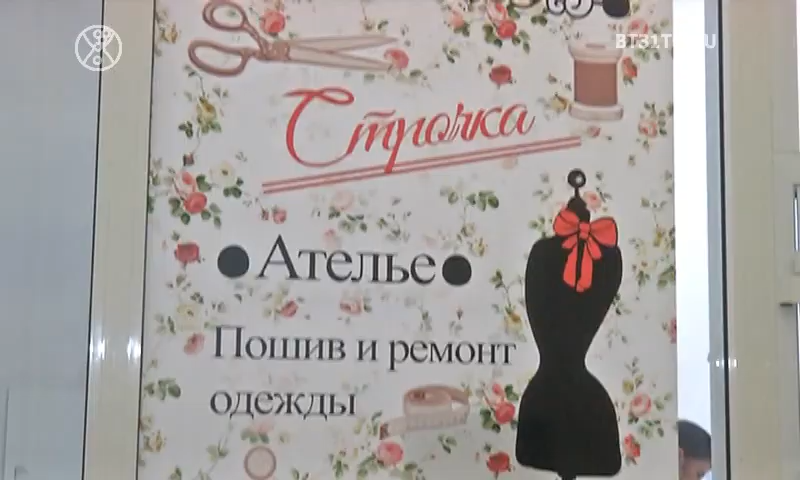 Строчка
Ателье
Пошив и ремонт
одежды